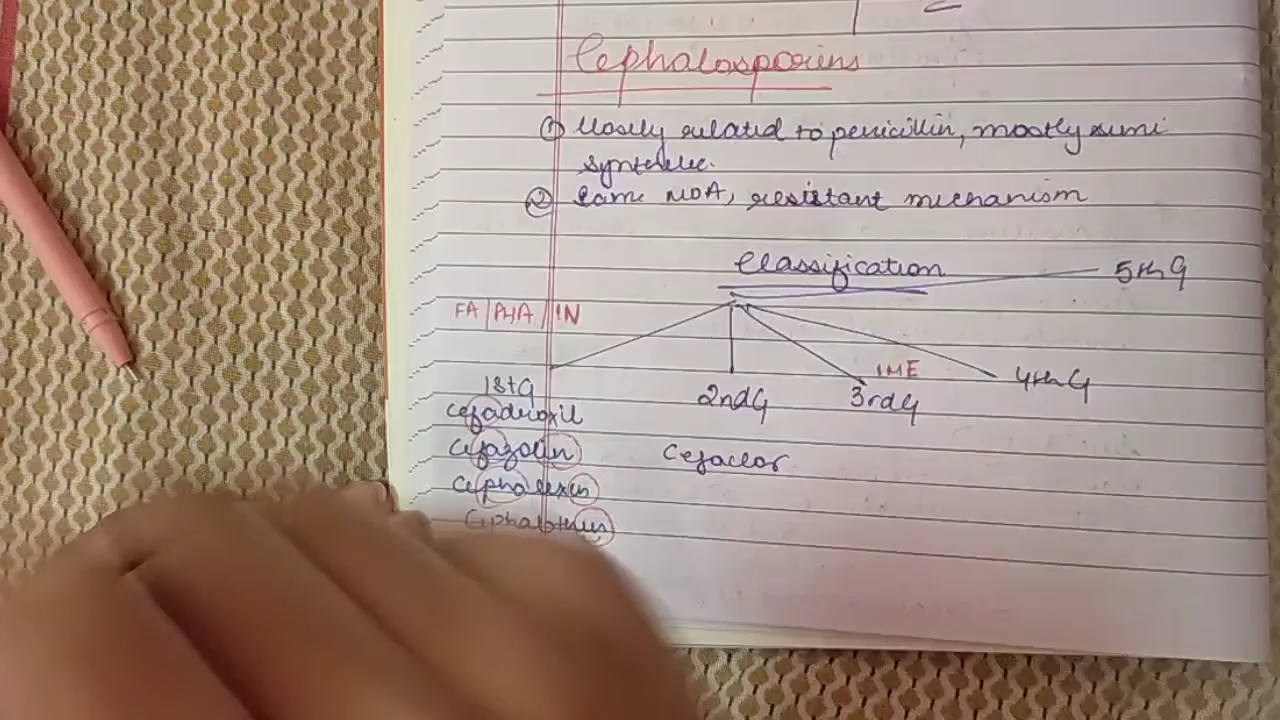 Cephalosporins
① Closely related to penicillin, mostly semi
synthetic.
② Same MOA, resistant mechanism
Classification
5th G
FA | PHA | IN
IME
1st G
2nd G
3rd G
4th G
Cefadroxil
Cefazolin
Cefaclor
Cephalexin
Cephalothin